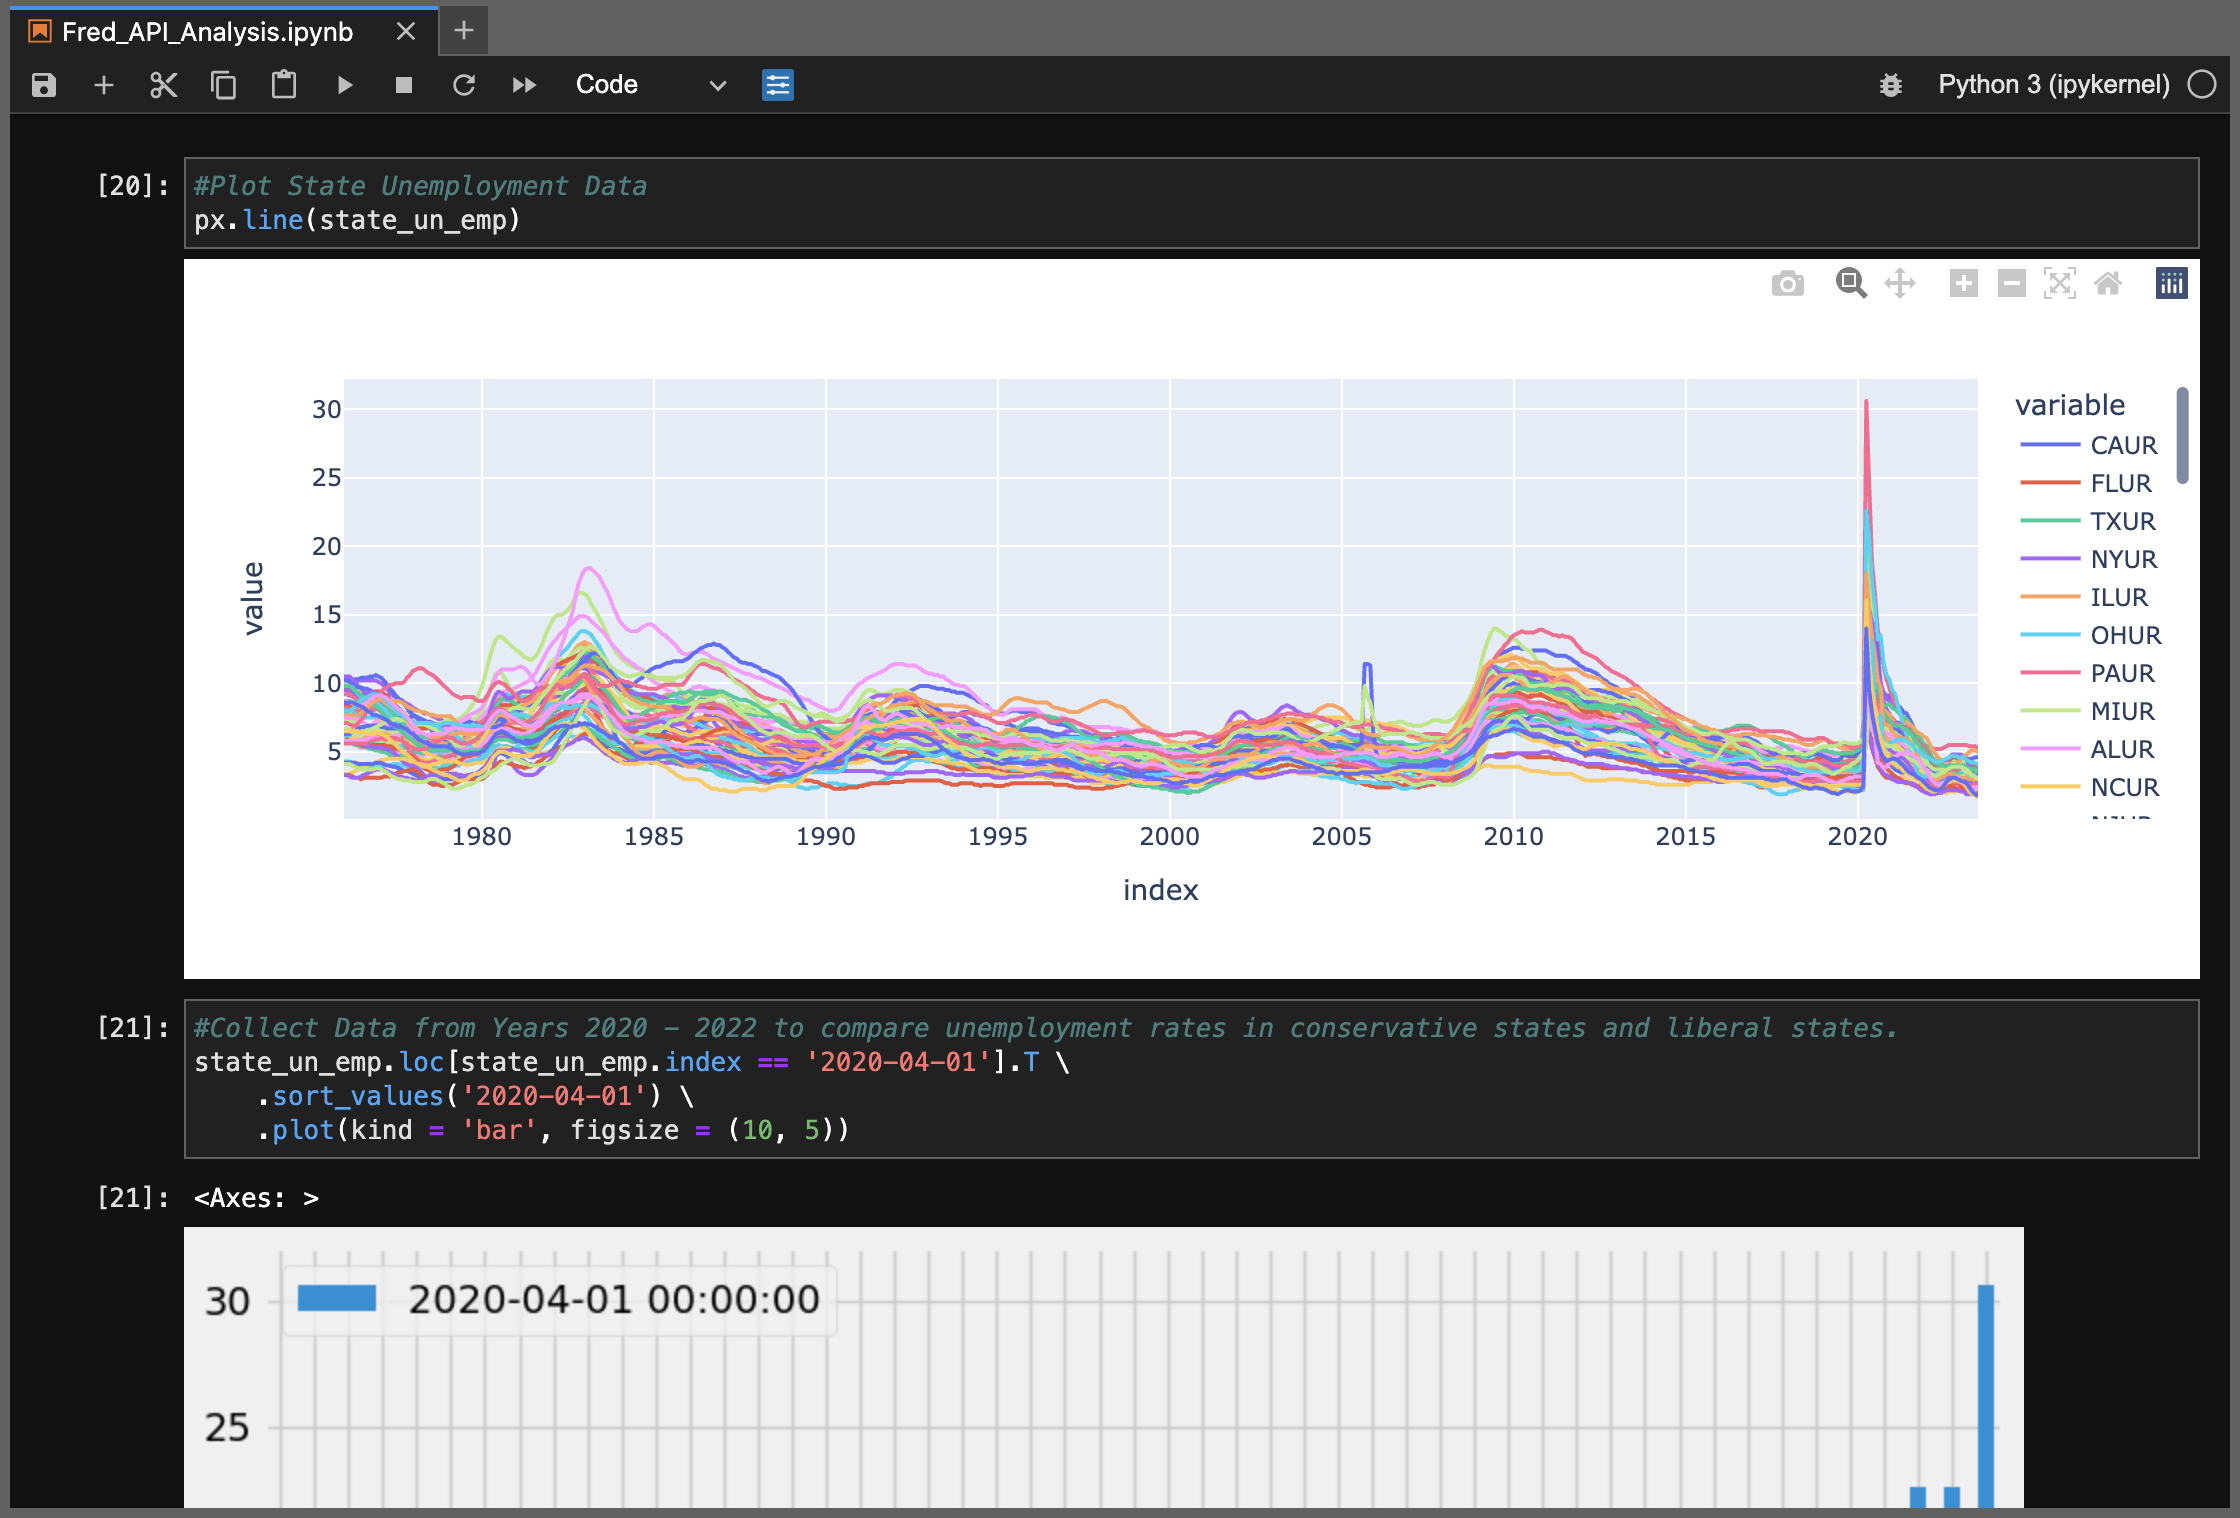 Fred_API_Analysis.ipynb
Code
Python 3 (ipykernel)
[20]:
#Plot State Unemployment Data
px.line(state_un_emp)
30
25
20
15
10
5
value
1980 1985 1990 1995 2000 2005 2010 2015 2020
index
variable
CAUR
FLUR
TXUR
NYUR
ILUR
OHUR
PAUR
MIUR
ALUR
NCUR
[21]:
#Collect Data from Years 2020 - 2022 to compare unemployment rates in conservative states and liberal states.
state_un_emp.loc[state_un_emp.index == '2020-04-01'].T \
.sort_values('2020-04-01') \
.plot(kind = 'bar', figsize = (10, 5))
[21]:
<Axes: >
30
25
2020-04-01 00:00:00